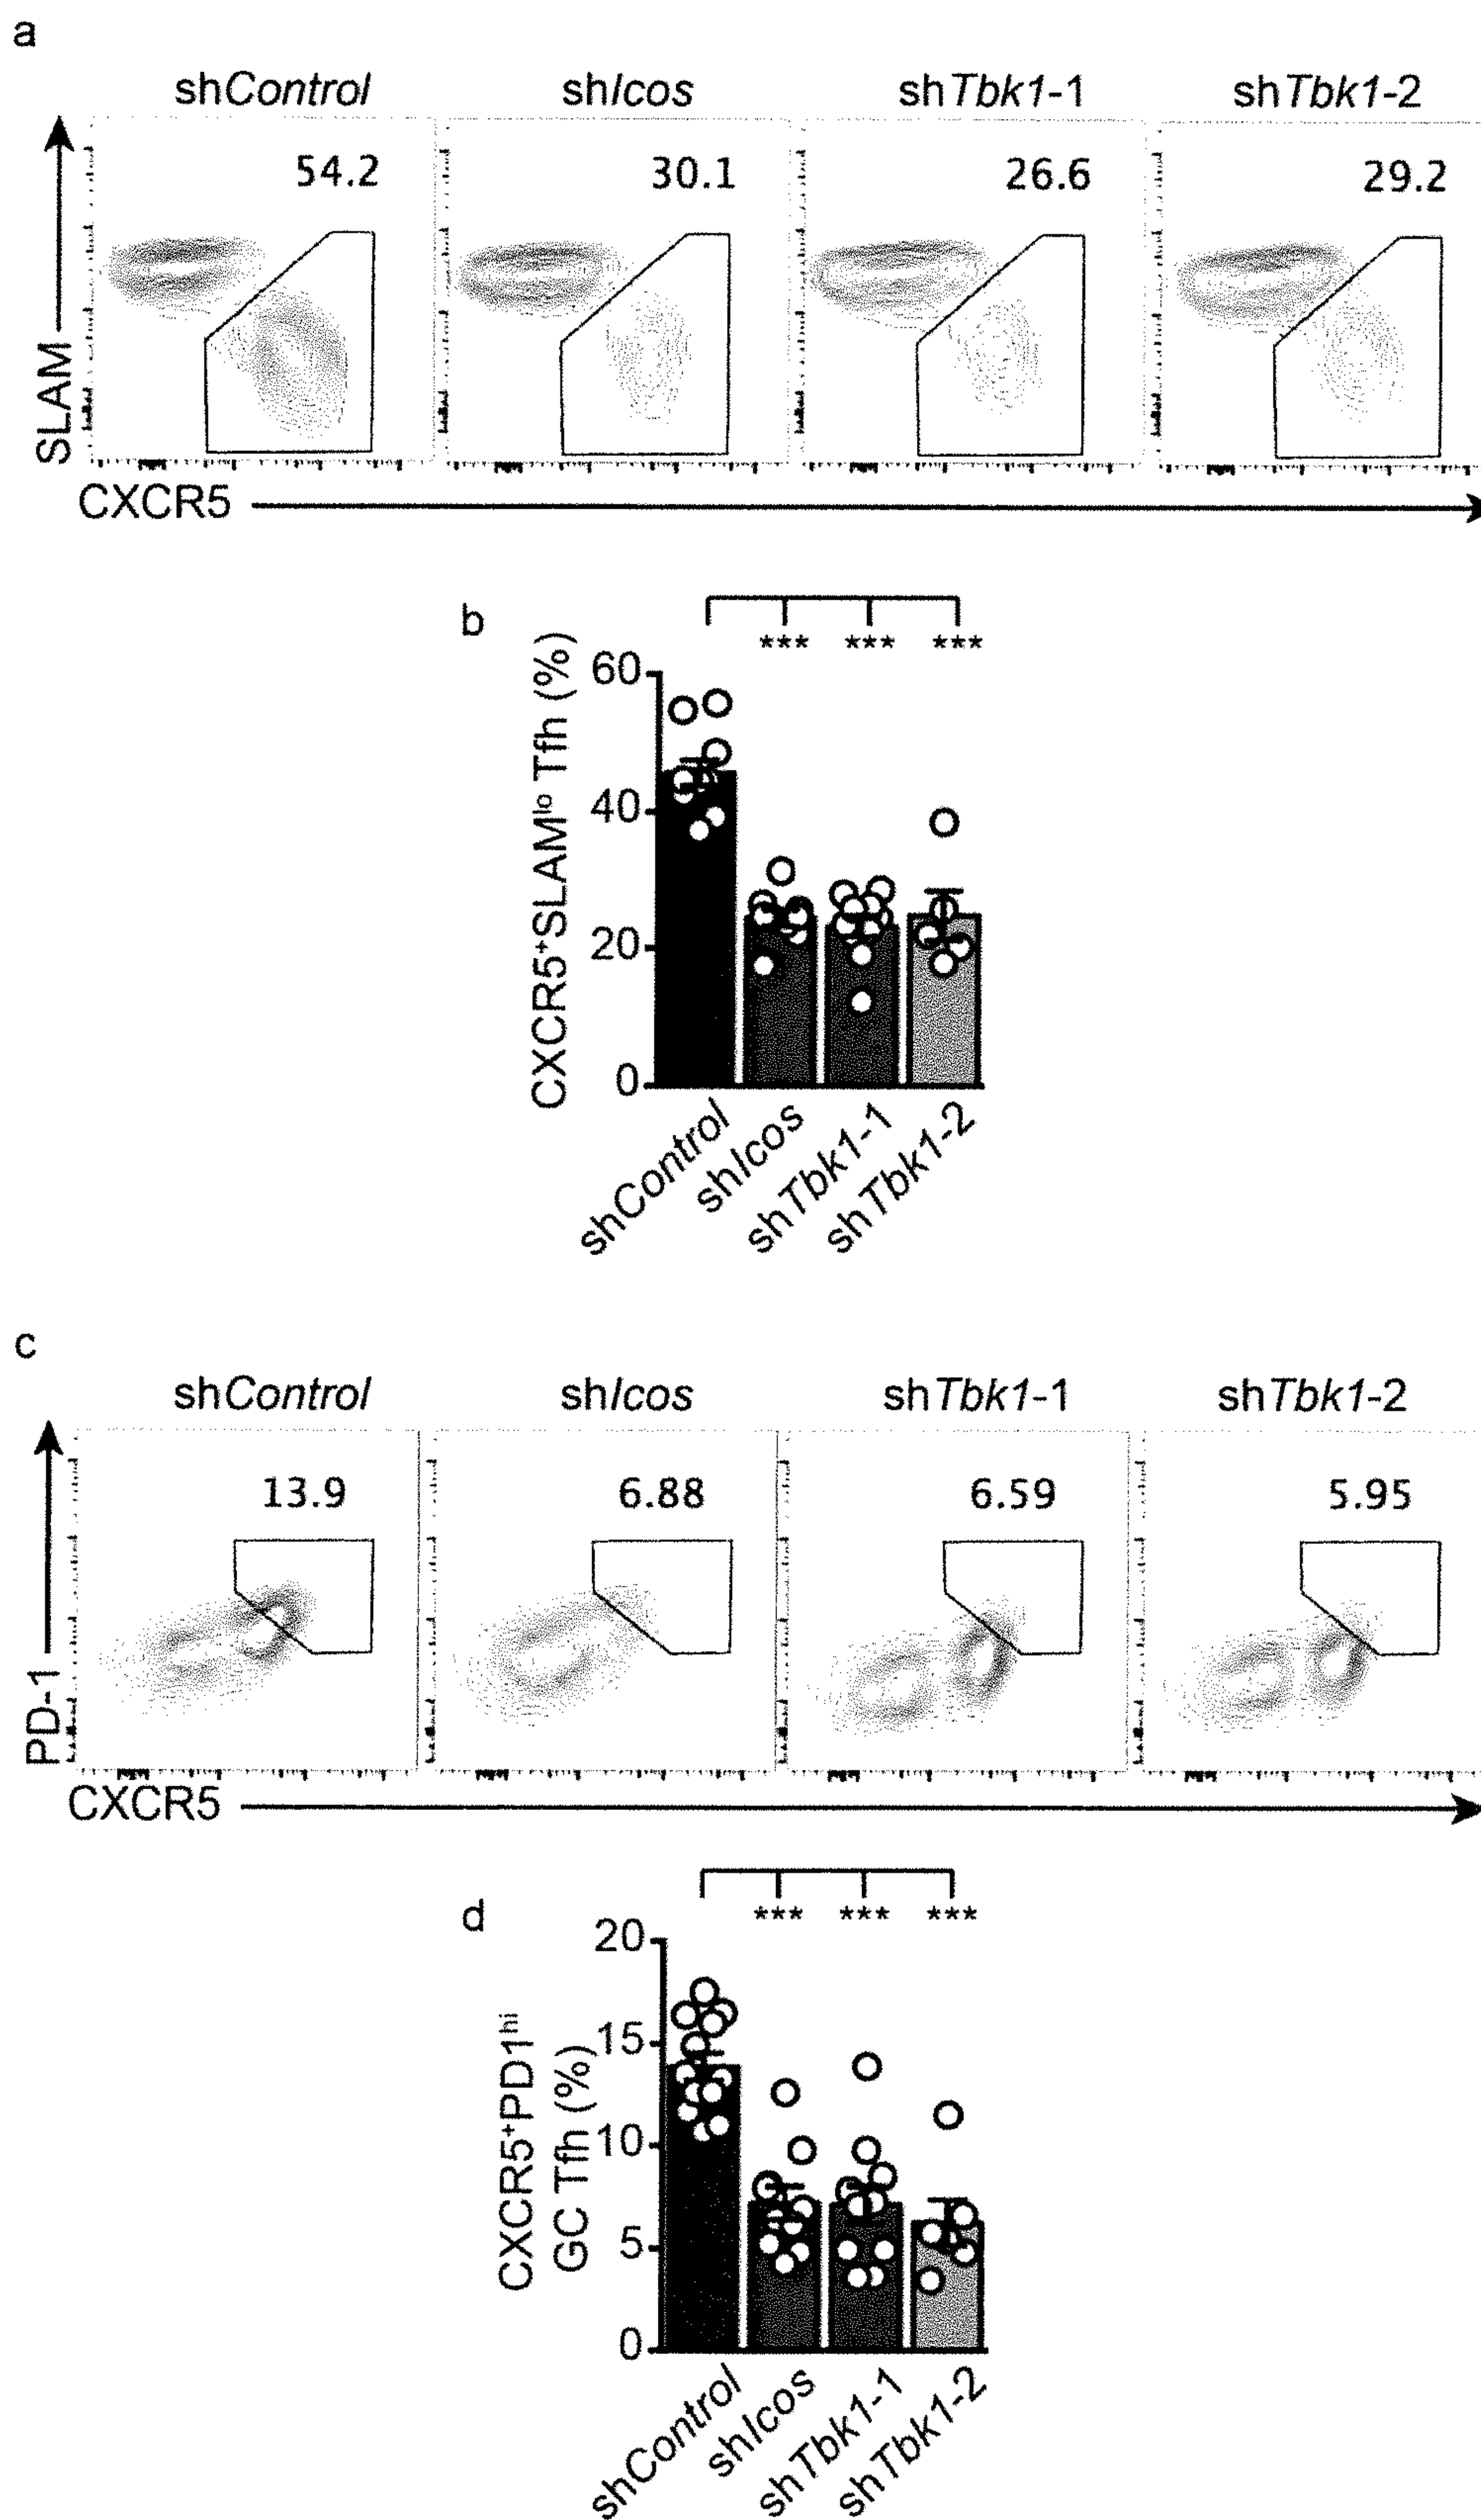 a
shControl shIcos shTbk1-1 shTbk1-2
54.2 30.1 26.6 29.2
SLAM
CXCR5
b
*** *** ***
CXCR5+SLAMlo Tfh (%)
60
40
20
0
shControl
shIcos
shTbk1-1
shTbk1-2
c
shControl shIcos shTbk1-1 shTbk1-2
13.9 6.88 6.59 5.95
PD-1
CXCR5
d
*** *** ***
CXCR5+PD1hi
GC Tfh (%)
20
15
10
5
0
shControl
shIcos
shTbk1-1
shTbk1-2